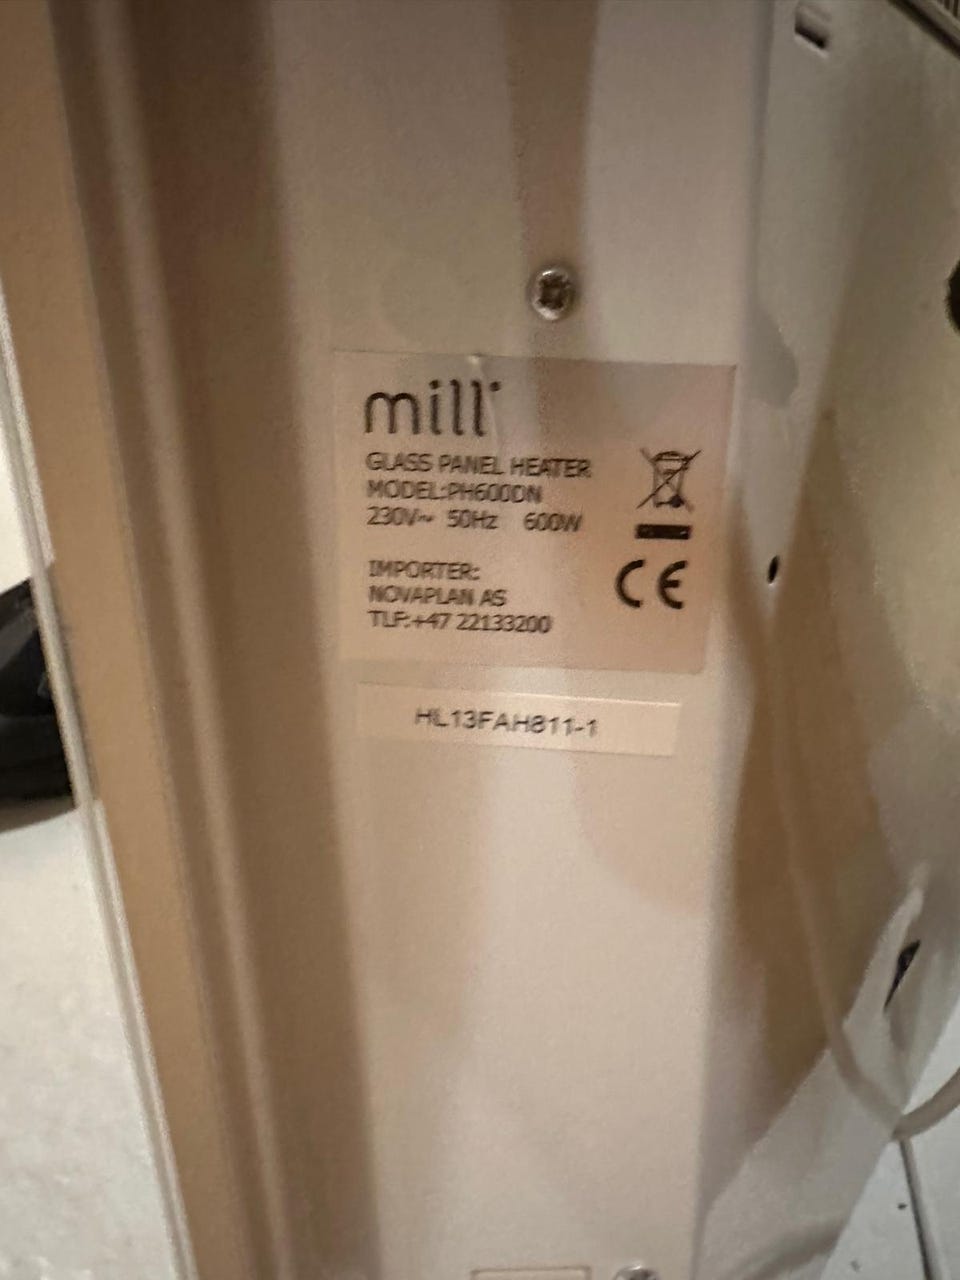 mill
GLASS PANEL HEATER
MODEL:PH600DN
230V~ 50Hz 600W
IMPORTER:
NOVAPLAN AS
TLF:+47 22133200
CE
HL13FAH811-1